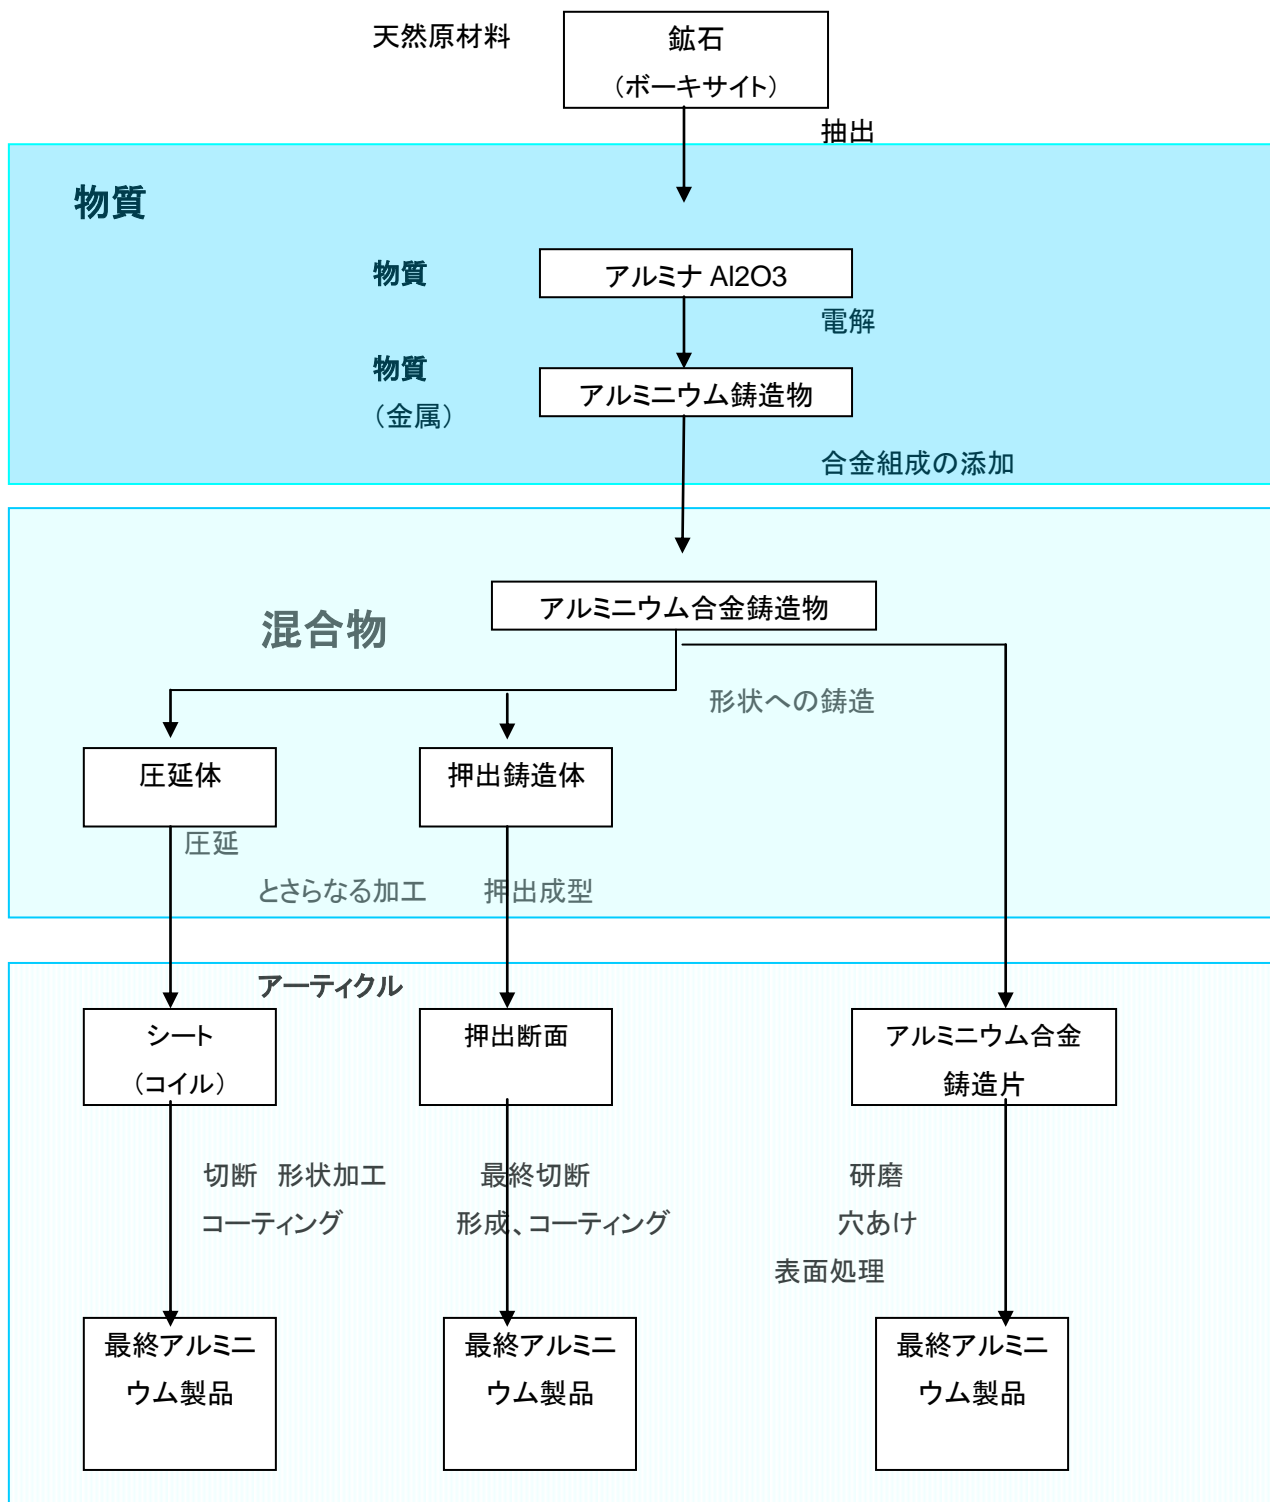 天然原材料
鉱石
（ボーキサイト）
抽出
物質
物質
アルミナ Al2O3
電解
物質
（金属）
アルミニウム鋳造物
合金組成の添加
混合物
アルミニウム合金鋳造物
形状への鋳造
圧延体
押出鋳造体
圧延
とさらなる加工
押出成型
アーティクル
シート
（コイル）
押出断面
アルミニウム合金
鋳造片
切断 形状加工
コーティング
最終切断
形成、コーティング
研磨
穴あけ
表面処理
最終アルミニ
ウム製品
最終アルミニ
ウム製品
最終アルミニ
ウム製品